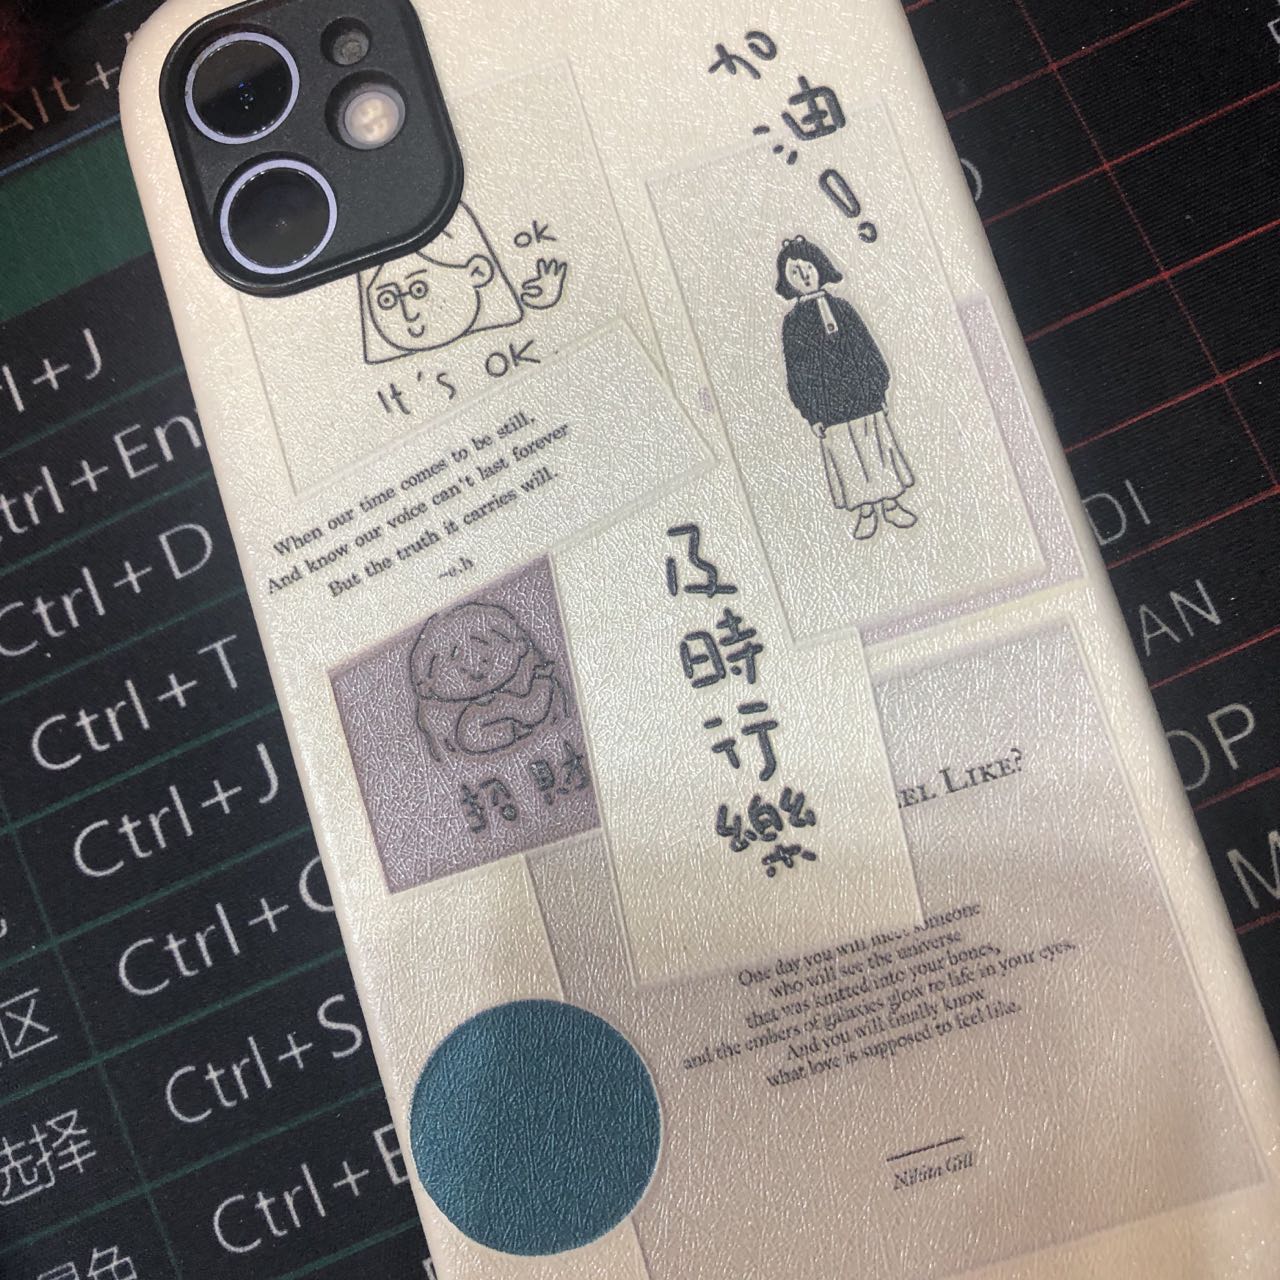 加
油
!
OK
It's OK.
When our time comes to be still,
And know our voice can't last forever
But the truth it carries will.
~e.h
及
時
行
樂
招財
EL LIKE?
One day you will meet someone
who will see the universe
that was knitted into your bones,
and the embers of galaxies glow to life in your eyes.
And you will finally know
what love is supposed to feel like.
Nikita Gill
Alt+
l+J
trl+En
Ctrl+D
Ctrl+T
Ctrl+J
Ctrl+
区
Ctrl+S
选择
Ctrl+E
色
DI
AN
OP
M